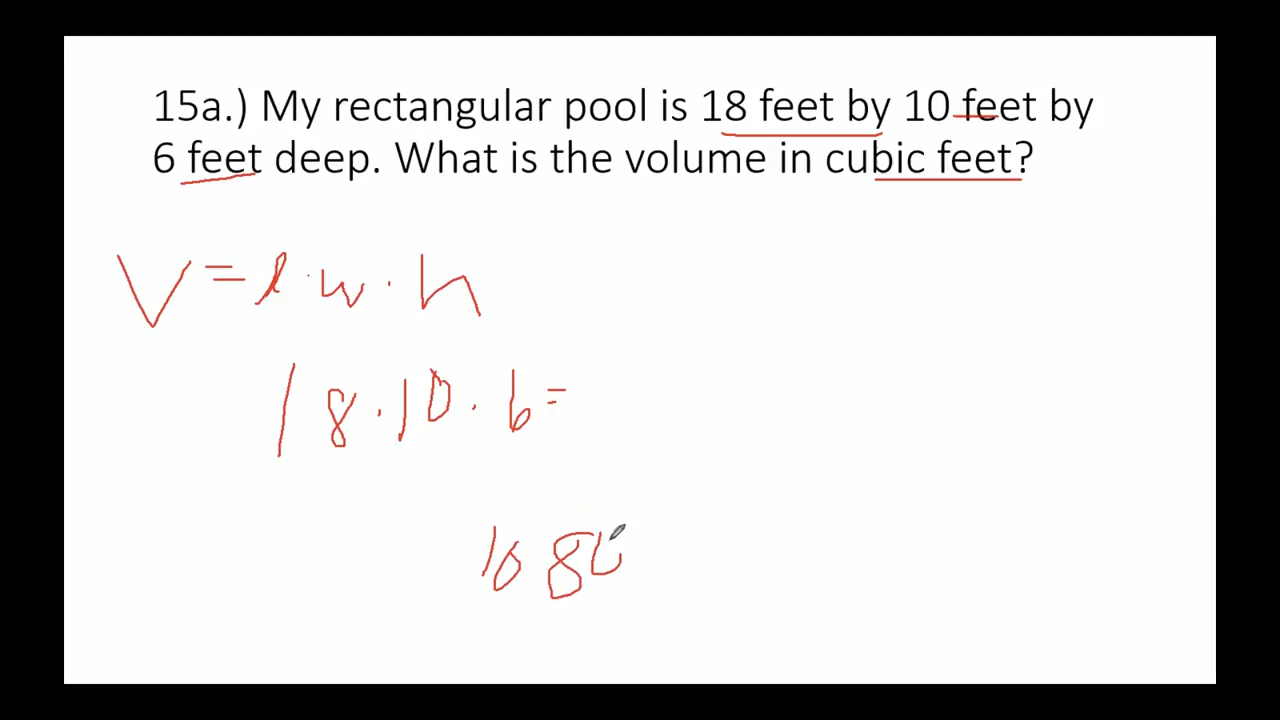 15a.) My rectangular pool is 18 feet by 10 feet by
6 feet deep. What is the volume in cubic feet?
V = l · w · h
18 · 10 · 6 =
1080